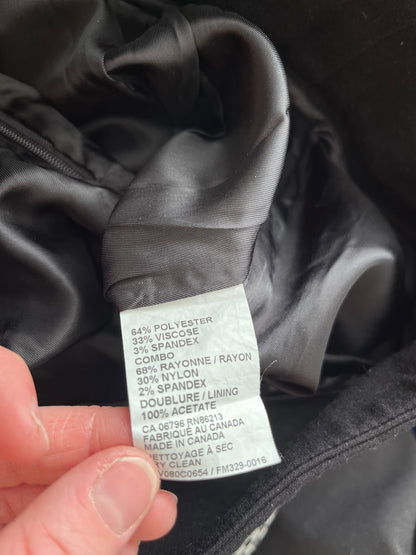 64% POLYESTER
33% VISCOSE
3% SPANDEX
COMBO
68% RAYONNE / RAYON
30% NYLON
2% SPANDEX
DOUBLURE / LINING
100% ACETATE
CA 06796 RN86213
FABRIQUÉ AU CANADA
MADE IN CANADA
NETTOYAGE À SEC
DRY CLEAN
V080C0654 / FM329-0016